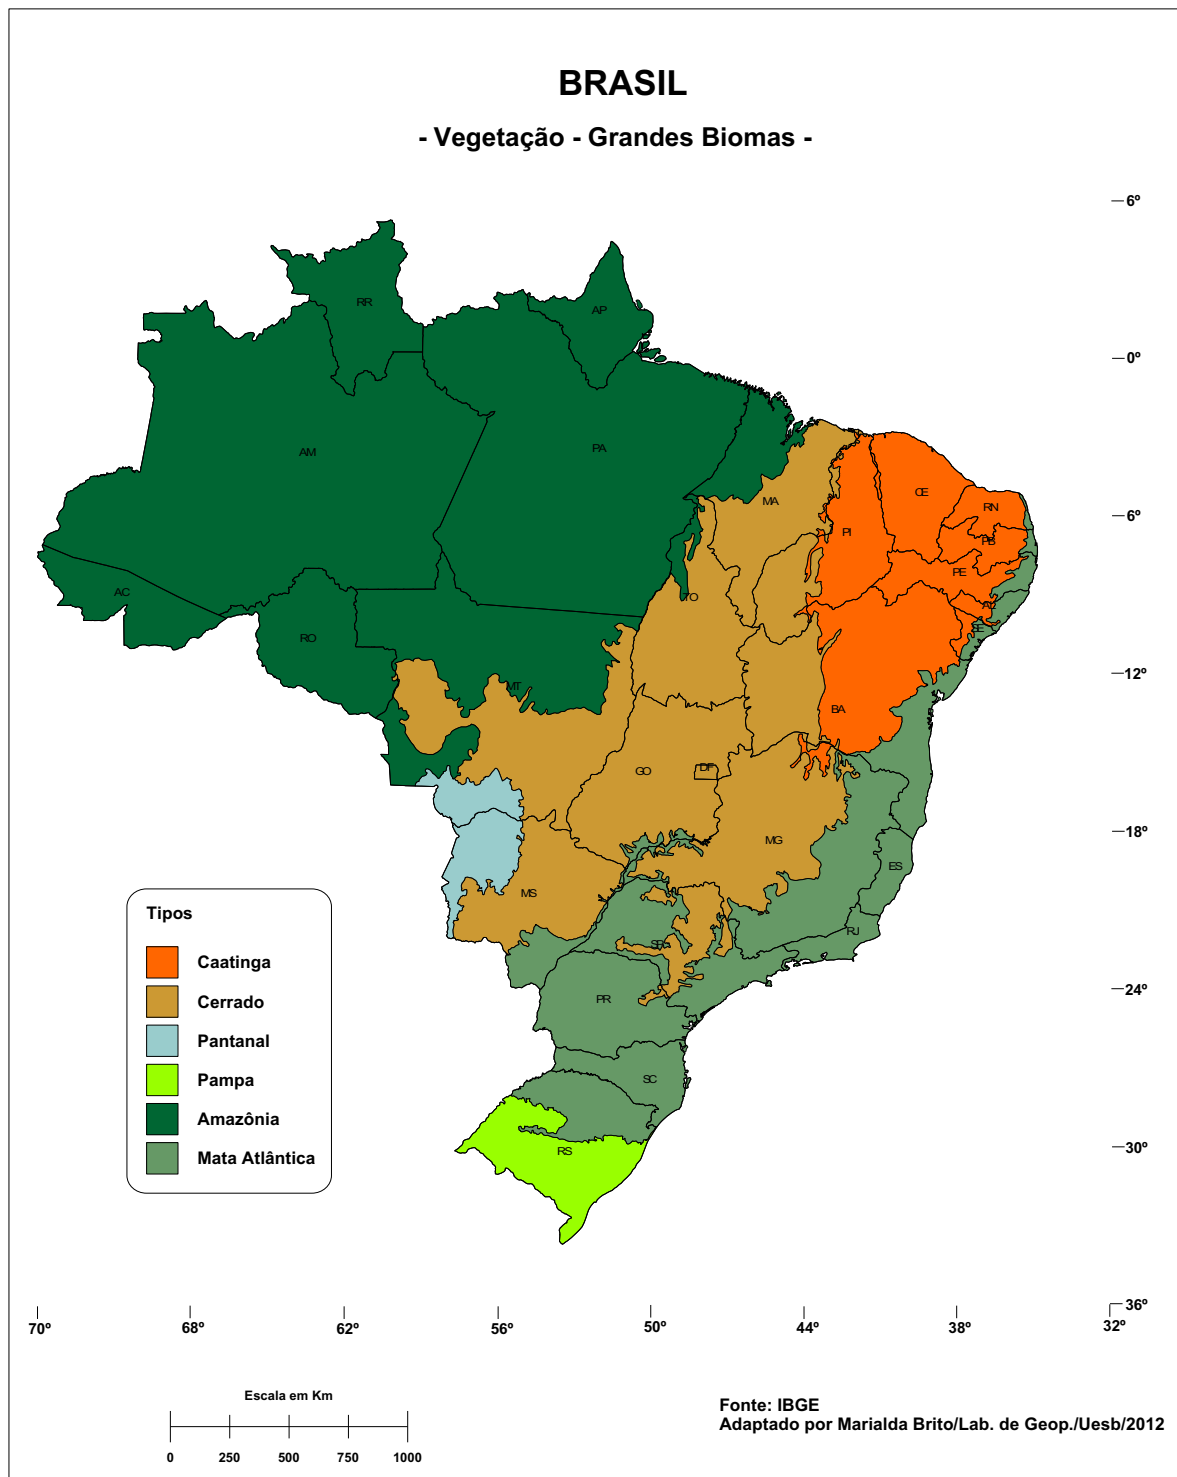 BRASIL
- Vegetação - Grandes Biomas -
6º
RR
AP
0º
AM
PA
MA
CE
RN
6º
PI
PB
PE
AC
TO
AL
SE
RO
12º
MT
BA
GO
DF
18º
MG
ES
MS
RJ
SP
24º
PR
SC
30º
RS
Tipos
Caatinga
Cerrado
Pantanal
Pampa
Amazônia
Mata Atlântica
36º
70º 68º 62º 56º 50º 44º 38º 32º
Escala em Km
0 250 500 750 1000
Fonte: IBGE
Adaptado por Marialda Brito/Lab. de Geop./Uesb/2012